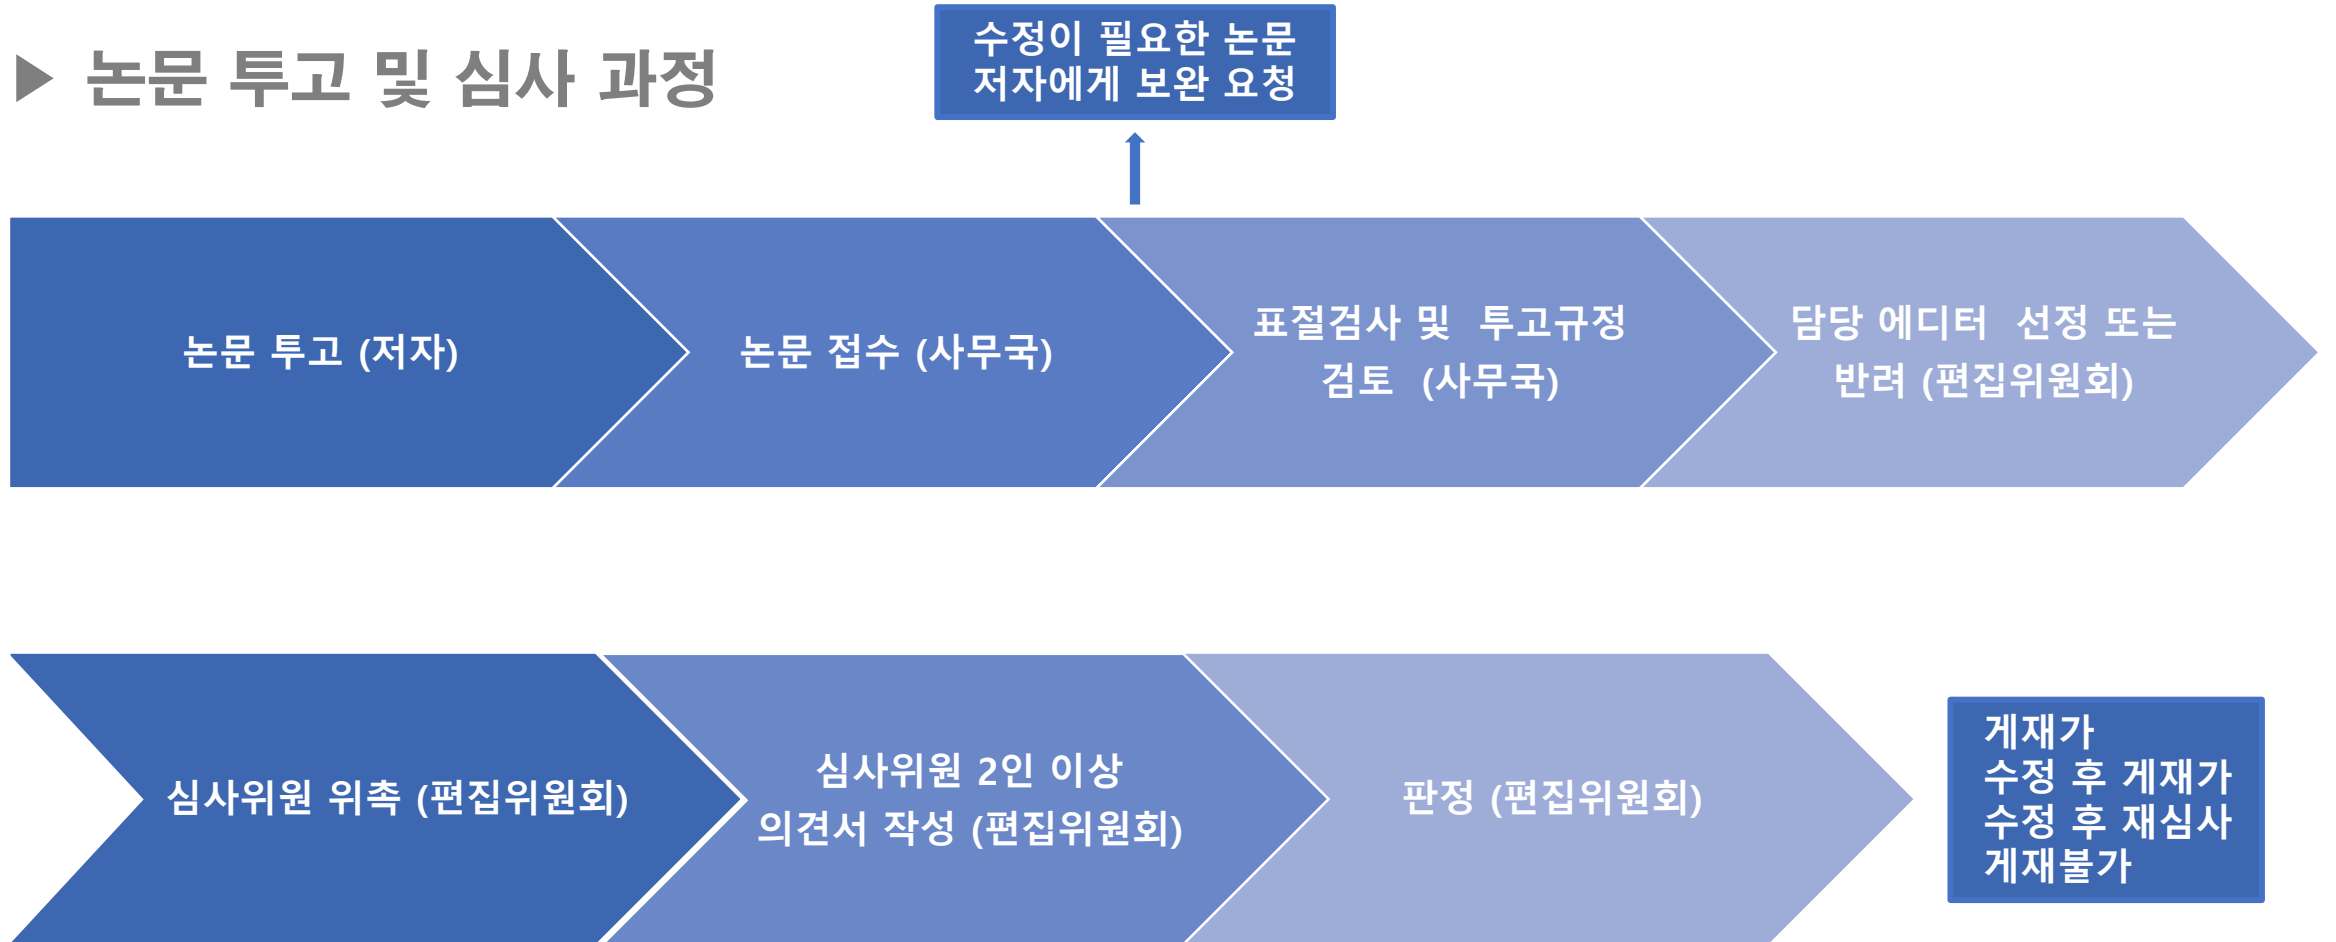 ▶ 논문 투고 및 심사 과정
수정이 필요한 논문
저자에게 보완 요청
논문 투고 (저자)
논문 접수 (사무국)
표절검사 및 투고규정
검토 (사무국)
담당 에디터 선정 또는
반려 (편집위원회)
심사위원 위촉 (편집위원회)
심사위원 2인 이상
의견서 작성 (편집위원회)
판정 (편집위원회)
게재가
수정 후 게재가
수정 후 재심사
게재불가